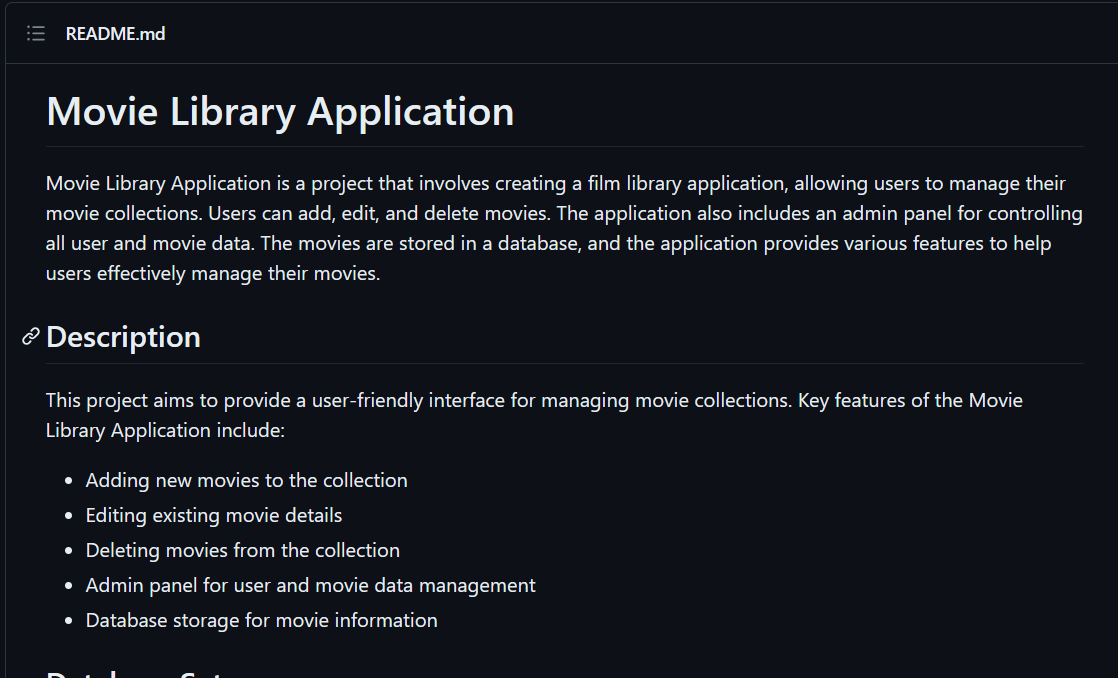 README.md
Movie Library Application
Movie Library Application is a project that involves creating a film library application, allowing users to manage their
movie collections. Users can add, edit, and delete movies. The application also includes an admin panel for controlling
all user and movie data. The movies are stored in a database, and the application provides various features to help
users effectively manage their movies.
Description
This project aims to provide a user-friendly interface for managing movie collections. Key features of the Movie
Library Application include:
Adding new movies to the collection
Editing existing movie details
Deleting movies from the collection
Admin panel for user and movie data management
Database storage for movie information